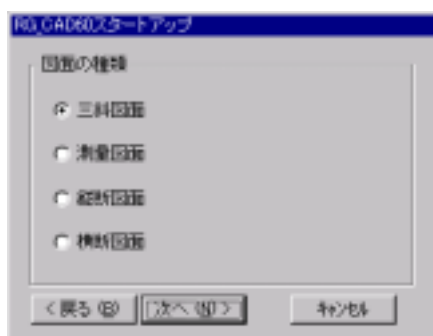 RG_CAD60スタートアップ
図面の種類
三斜図面
測量図面
縦断図面
横断図面
< 戻る (B)
次へ (N) >
キャンセル